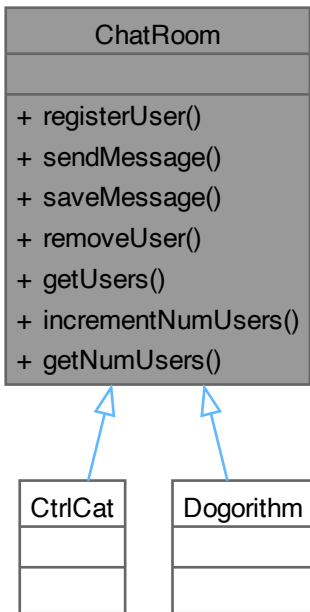 ChatRoom
+ registerUser()
+ sendMessage()
+ saveMessage()
+ removeUser()
+ getUsers()
+ incrementNumUsers()
+ getNumUsers()
CtrlCat
Dogorithm